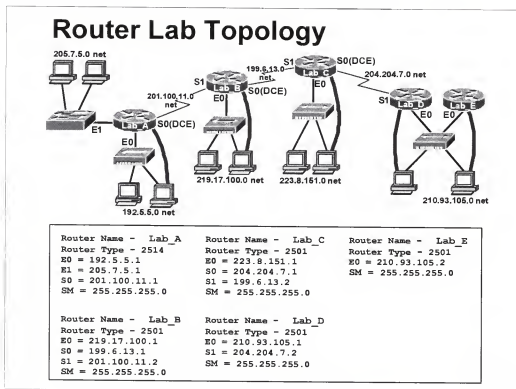 Router Lab Topology
205.7.5.0 net
S1 Lab_C S0(DCE)
199.6.13.0
net
E0
204.204.7.0 net
201.100.11.0
net
S1 Lab_B
S0(DCE)
E0
S1 Lab_D Lab_E
E0 E0
Lab_A S0(DCE)
E1 E0
219.17.100.0 net 223.8.151.0 net
192.5.5.0 net
210.93.105.0 net
Router Name - Lab_A
Router Type - 2514
E0 = 192.5.5.1
E1 = 205.7.5.1
S0 = 201.100.11.1
SM = 255.255.255.0
Router Name - Lab_C
Router Type - 2501
E0 = 223.8.151.1
S0 = 204.204.7.1
S1 = 199.6.13.2
SM = 255.255.255.0
Router Name - Lab_E
Router Type - 2501
E0 = 210.93.105.2
SM = 255.255.255.0
Router Name - Lab_B
Router Type - 2501
E0 = 219.17.100.1
S0 = 199.6.13.1
S1 = 201.100.11.2
SM = 255.255.255.0
Router Name - Lab_D
Router Type - 2501
E0 = 210.93.105.1
S1 = 204.204.7.2
SM = 255.255.255.0